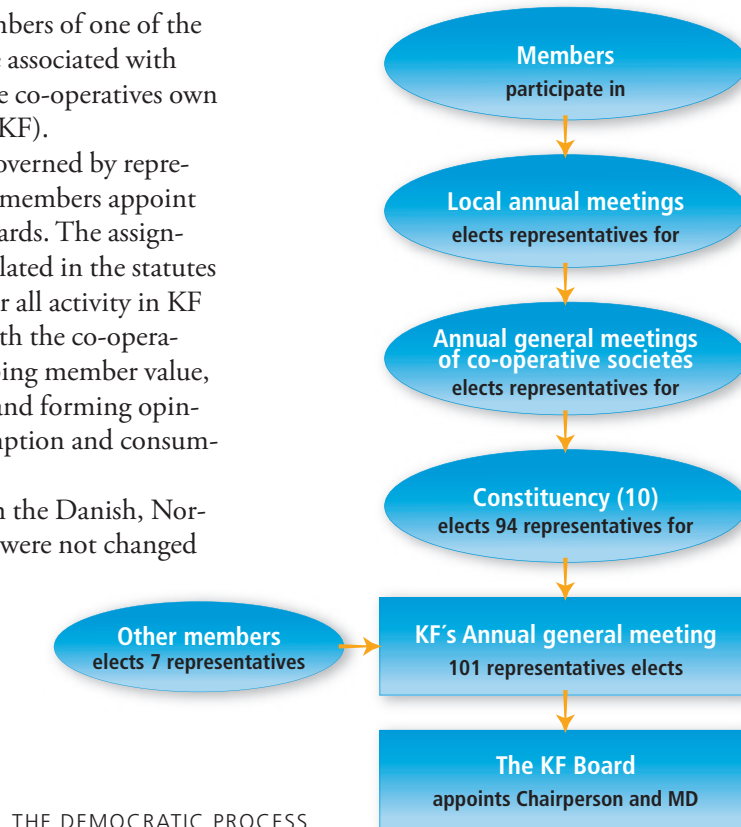 mbers of one of the
associated with
e co-operatives own
KF).
overned by repre-
members appoint
ards. The assign-
lated in the statutes
r all activity in KF
th the co-opera-
ing member value,
and forming opin-
mption and consum-
n the Danish, Nor-
were not changed
Members
participate in
Local annual meetings
elects representatives for
Annual general meetings
of co-operative societes
elects representatives for
Constituency (10)
elects 94 representatives for
Other members
elects 7 representatives
KF´s Annual general meeting
101 representatives elects
The KF Board
appoints Chairperson and MD
THE DEMOCRATIC PROCESS